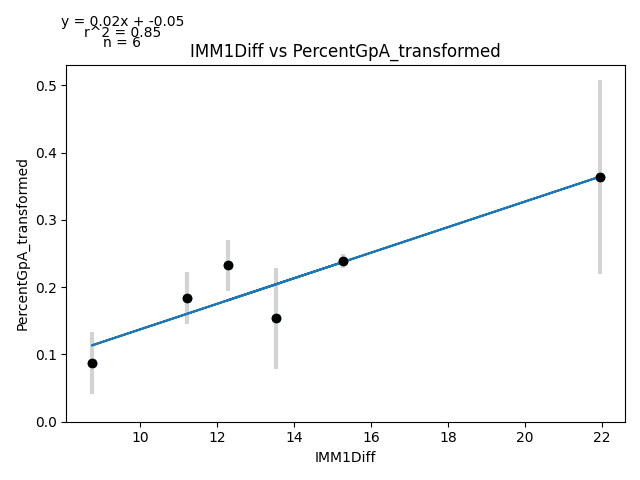 y = 0.02x + -0.05
r^2 = 0.85
n = 6
IMM1Diff vs PercentGpA_transformed
PercentGpA_transformed
0.5
0.4
0.3
0.2
0.1
0.0
10 12 14 16 18 20 22
IMM1Diff